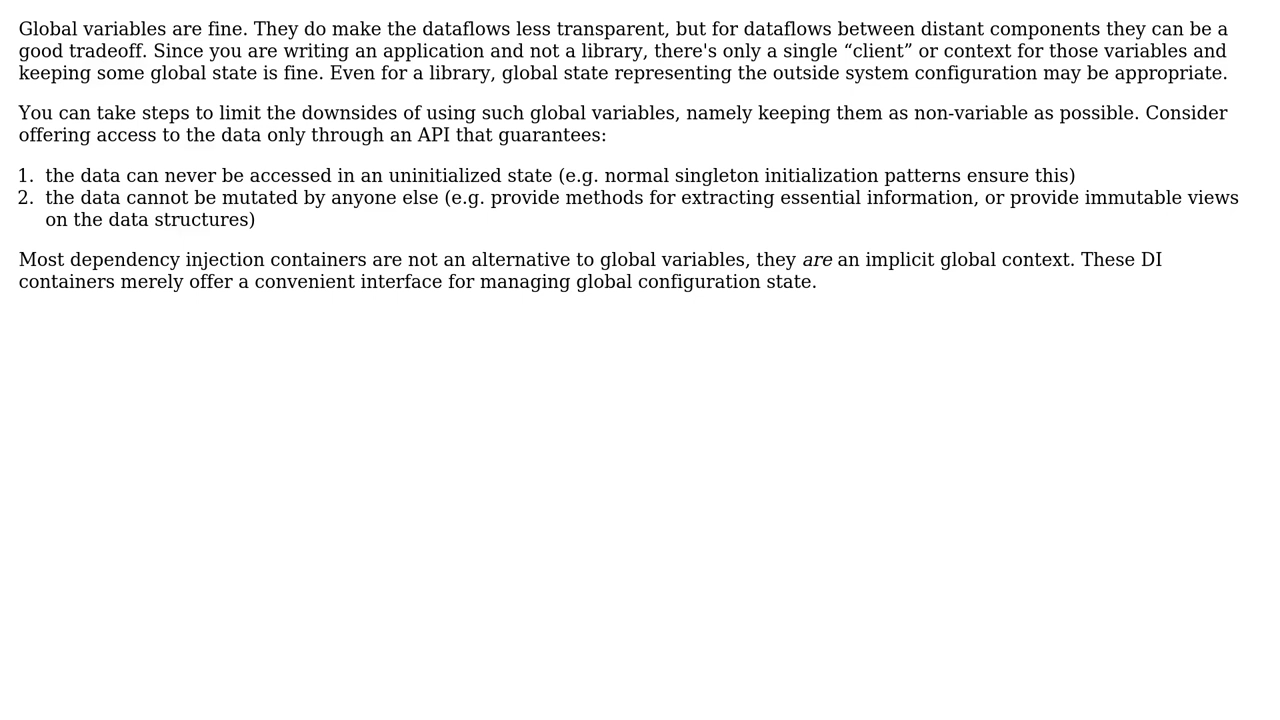 Global variables are fine. They do make the dataflows less transparent, but for dataflows between distant components they can be a
good tradeoff. Since you are writing an application and not a library, there's only a single “client” or context for those variables and
keeping some global state is fine. Even for a library, global state representing the outside system configuration may be appropriate.
You can take steps to limit the downsides of using such global variables, namely keeping them as non-variable as possible. Consider
offering access to the data only through an API that guarantees:
1. the data can never be accessed in an uninitialized state (e.g. normal singleton initialization patterns ensure this)
2. the data cannot be mutated by anyone else (e.g. provide methods for extracting essential information, or provide immutable views
on the data structures)
Most dependency injection containers are not an alternative to global variables, they are an implicit global context. These DI
containers merely offer a convenient interface for managing global configuration state.